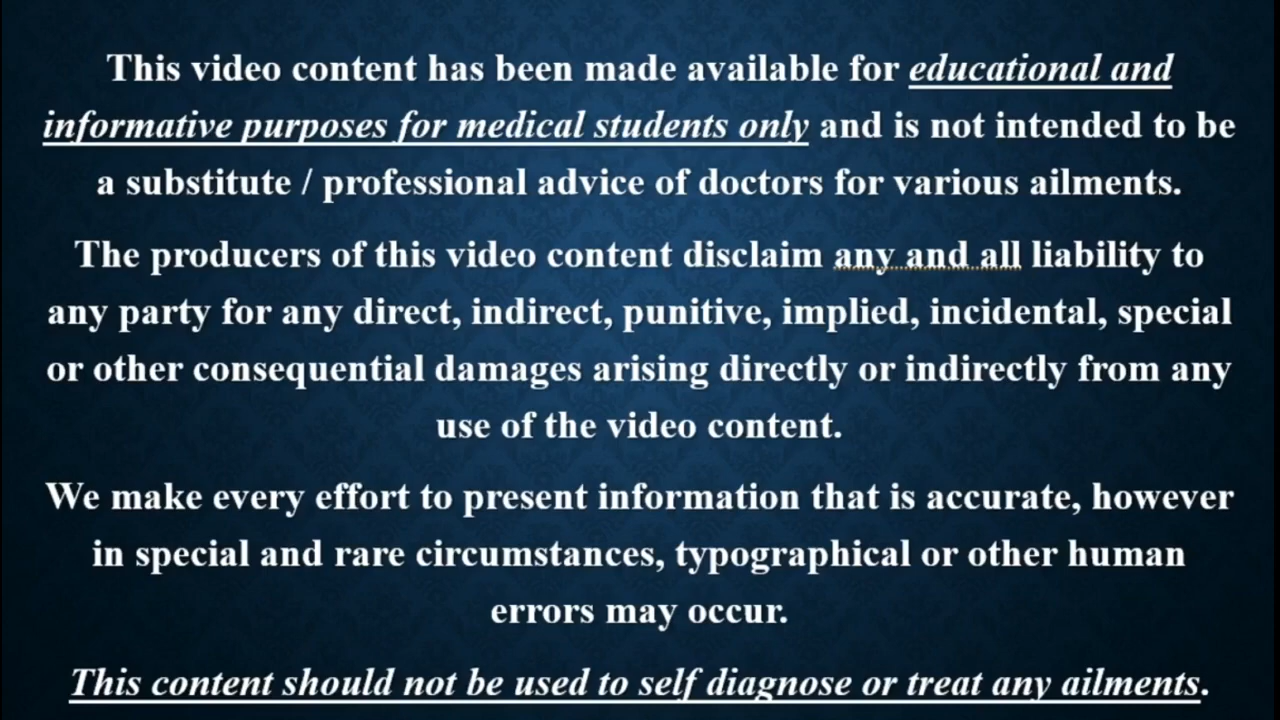 This video content has been made available for educational and
informative purposes for medical students only and is not intended to be
a substitute / professional advice of doctors for various ailments.
The producers of this video content disclaim any and all liability to
any party for any direct, indirect, punitive, implied, incidental, special
or other consequential damages arising directly or indirectly from any
use of the video content.
We make every effort to present information that is accurate, however
in special and rare circumstances, typographical or other human
errors may occur.
This content should not be used to self diagnose or treat any ailments.